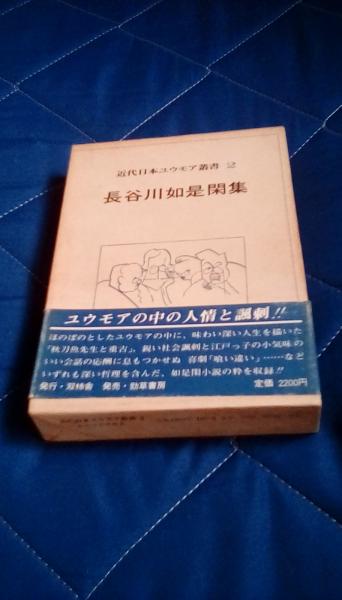 近代日本ユウモア叢書 2
長谷川如是閑集
ユウモアの中の人情と諷刺!!
ほのぼのとしたユウモアの中に、味わい深い人生を描いた
「秋刀魚先生と重吉」。鋭い社会諷刺と江戸っ子の小気味の
いい会話の応酬に息もつかせぬ 喜劇「喰い違い」……など
いずれも深い哲理を含んだ、如是閑小説の粋を収録!!
発行・双柿舎 発売・勁草書房
定価 2200円